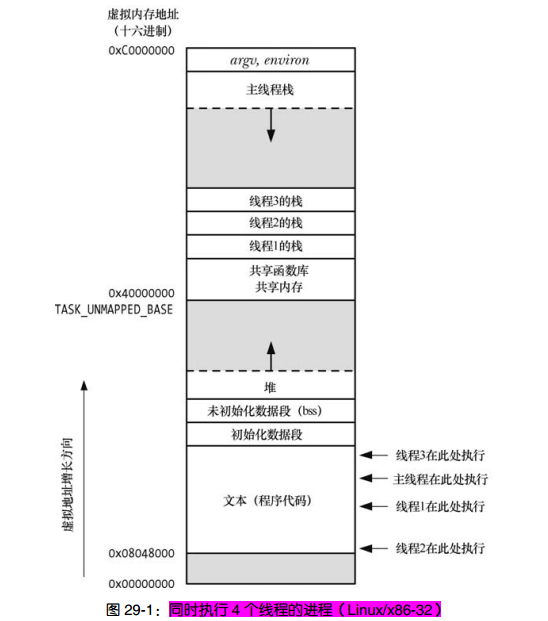 虚拟内存地址
（十六进制）
0xC0000000
argv, environ
主线程栈
线程3的栈
线程2的栈
线程1的栈
共享函数库
共享内存
0x40000000
TASK_UNMAPPED_BASE
堆
未初始化数据段（bss）
初始化数据段
线程3在此处执行
主线程在此处执行
文本（程序代码）
线程1在此处执行
线程2在此处执行
虚拟地址增长方向
0x08048000
0x00000000
图 29-1：同时执行 4 个线程的进程（Linux/x86-32）